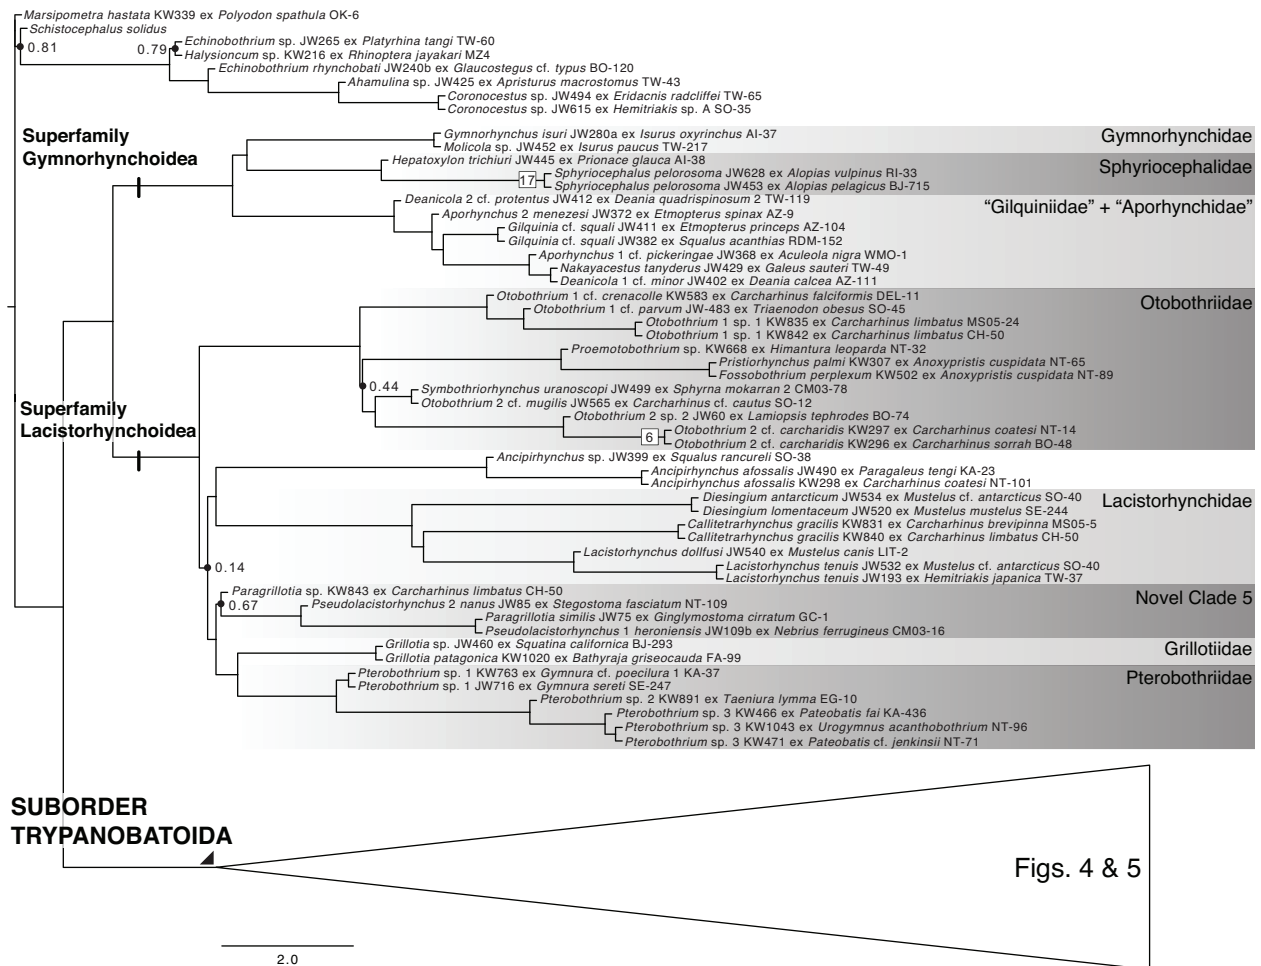 Marsipometra hastata KW339 ex Polyodon spathula OK-6
Schistocephalus solidus
0.81
0.79
Echinobothrium sp. JW265 ex Platyrhina tangi TW-60
Halysioncum sp. KW216 ex Rhinoptera jayakari MZ4
Echinobothrium rhynchobati JW240b ex Glaucostegus cf. typus BO-120
Ahamulina sp. JW425 ex Apristurus macrostomus TW-43
Coronocestus sp. JW494 ex Eridacnis radcliffei TW-65
Coronocestus sp. JW615 ex Hemitriakis sp. A SO-35
Superfamily
Gymnorhynchoidea
Gymnorhynchus isuri JW280a ex Isurus oxyrinchus AI-37
Molicola sp. JW452 ex Isurus paucus TW-217
Gymnorhynchidae
Hepatoxylon trichiuri JW445 ex Prionace glauca AI-38
17
Sphyriocephalus pelorosoma JW628 ex Alopias vulpinus RI-33
Sphyriocephalus pelorosoma JW453 ex Alopias pelagicus BJ-715
Sphyriocephalidae
Deanicola 2 cf. protentus JW412 ex Deania quadrispinosum 2 TW-119
Aporhynchus 2 menezesi JW372 ex Etmopterus spinax AZ-9
Gilquinia cf. squali JW411 ex Etmopterus princeps AZ-104
Gilquinia cf. squali JW382 ex Squalus acanthias RDM-152
Aporhynchus 1 cf. pickeringae JW368 ex Aculeola nigra WMO-1
Nakayacestus tanyderus JW429 ex Galeus sauteri TW-49
Deanicola 1 cf. minor JW402 ex Deania calcea AZ-111
“Gilquiniidae” + “Aporhynchidae”
Otobothrium 1 cf. crenacolle KW583 ex Carcharhinus falciformis DEL-11
Otobothrium 1 cf. parvum JW-483 ex Triaenodon obesus SO-45
Otobothrium 1 sp. 1 KW835 ex Carcharhinus limbatus MS05-24
Otobothrium 1 sp. 1 KW842 ex Carcharhinus limbatus CH-50
Proemotobothrium sp. KW668 ex Himantura leoparda NT-32
Pristiorhynchus palmi KW307 ex Anoxypristis cuspidata NT-65
Fossobothrium perplexum KW502 ex Anoxypristis cuspidata NT-89
0.44
Symbothriorhynchus uranoscopi JW499 ex Sphyrna mokarran 2 CM03-78
Otobothrium 2 cf. mugilis JW565 ex Carcharhinus cf. cautus SO-12
Otobothrium 2 sp. 2 JW60 ex Lamiopsis tephrodes BO-74
6
Otobothrium 2 cf. carcharidis KW297 ex Carcharhinus coatesi NT-14
Otobothrium 2 cf. carcharidis KW296 ex Carcharhinus sorrah BO-48
Otobothriidae
Superfamily
Lacistorhynchoidea
Ancipirhynchus sp. JW399 ex Squalus rancureli SO-38
Ancipirhynchus afossalis JW490 ex Paragaleus tengi KA-23
Ancipirhynchus afossalis KW298 ex Carcharhinus coatesi NT-101
Diesingium antarcticum JW534 ex Mustelus cf. antarcticus SO-40
Diesingium lomentaceum JW520 ex Mustelus mustelus SE-244
Callitetrarhynchus gracilis KW831 ex Carcharhinus brevipinna MS05-5
Callitetrarhynchus gracilis KW840 ex Carcharhinus limbatus CH-50
Lacistorhynchus dollfusi JW540 ex Mustelus canis LIT-2
Lacistorhynchus tenuis JW532 ex Mustelus cf. antarcticus SO-40
Lacistorhynchus tenuis JW193 ex Hemitriakis japanica TW-37
Lacistorhynchidae
0.14
Paragrillotia sp. KW843 ex Carcharhinus limbatus CH-50
0.67
Pseudolacistorhynchus 2 nanus JW85 ex Stegostoma fasciatum NT-109
Paragrillotia similis JW75 ex Ginglymostoma cirratum GC-1
Pseudolacistorhynchus 1 heroniensis JW109b ex Nebrius ferrugineus CM03-16
Novel Clade 5
Grillotia sp. JW460 ex Squatina californica BJ-293
Grillotia patagonica KW1020 ex Bathyraja griseocauda FA-99
Grillotiidae
Pterobothrium sp. 1 KW763 ex Gymnura cf. poecilura 1 KA-37
Pterobothrium sp. 1 JW716 ex Gymnura sereti SE-247
Pterobothrium sp. 2 KW891 ex Taeniura lymma EG-10
Pterobothrium sp. 3 KW466 ex Pateobatis fai KA-436
Pterobothrium sp. 3 KW1043 ex Urogymnus acanthobothrium NT-96
Pterobothrium sp. 3 KW471 ex Pateobatis cf. jenkinsii NT-71
Pterobothriidae
SUBORDER
TRYPANOBATOIDA
Figs. 4 & 5
2.0